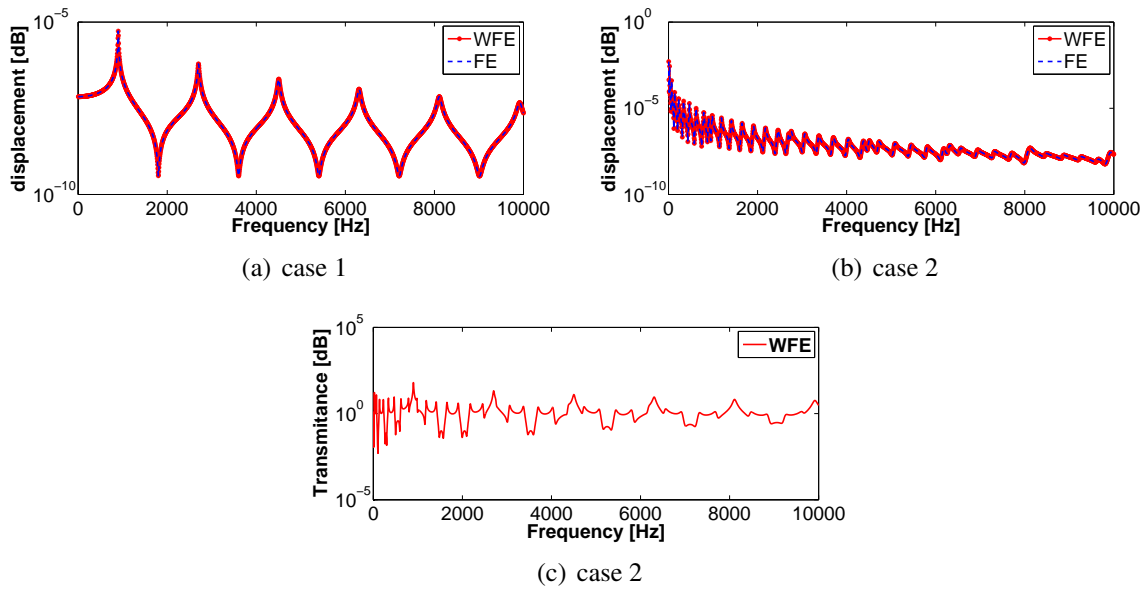 10^{-5}
10^{-10}
displacement [dB]
0 2000 4000 6000 8000 10000
Frequency [Hz]
WFE
FE
(a) case 1
10^{0}
10^{-5}
10^{-10}
displacement [dB]
0 2000 4000 6000 8000 10000
Frequency [Hz]
WFE
FE
(b) case 2
10^{5}
10^{0}
10^{-5}
Transmitance [dB]
0 2000 4000 6000 8000 10000
Frequency [Hz]
WFE
(c) case 2